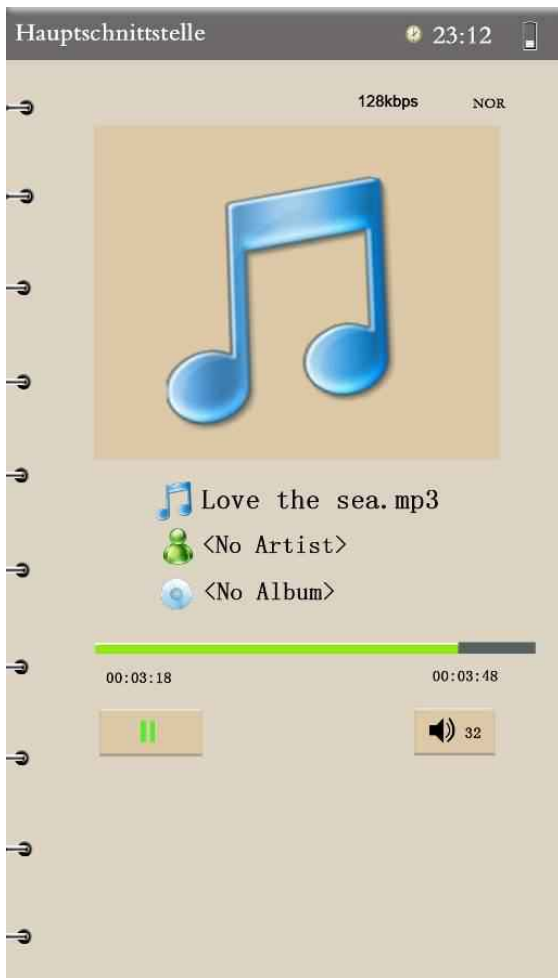 Hauptschnittstelle 23:12
128kbps NOR
Love the sea.mp3
<No Artist>
<No Album>
00:03:18 00:03:48
32